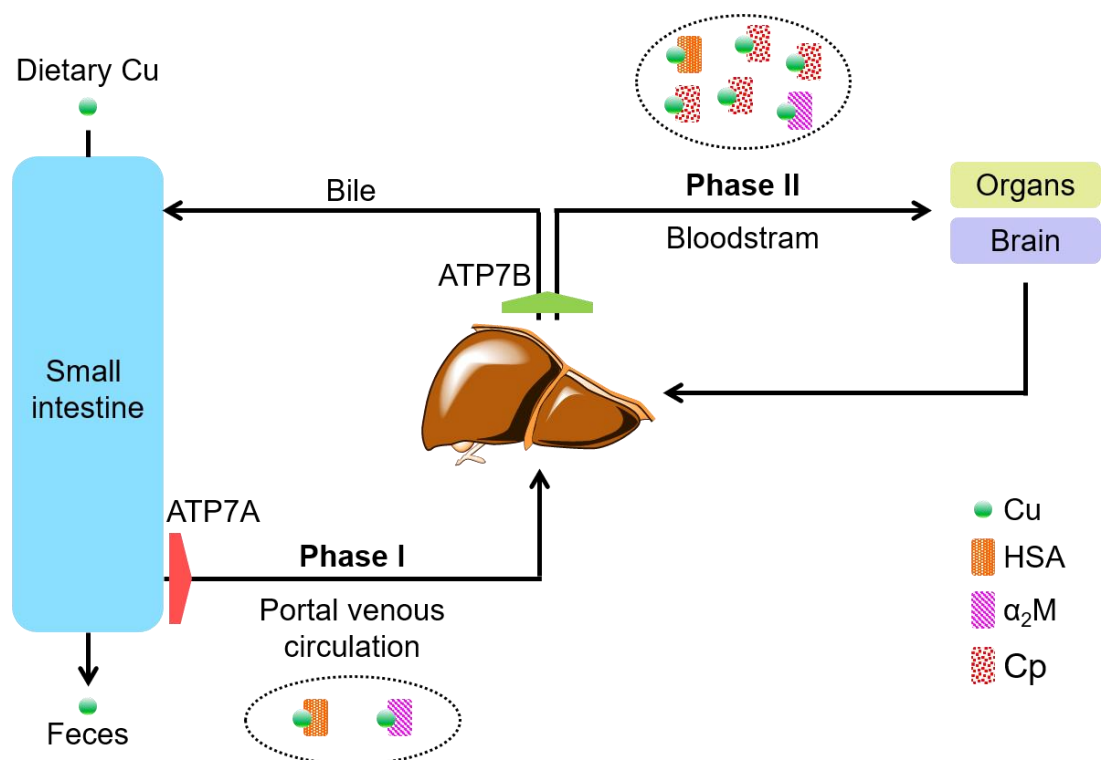 Dietary Cu
Small
intestine
Feces
Bile
ATP7B
Phase II
Bloodstram
Organs
Brain
ATP7A
Phase I
Portal venous
circulation
Cu
HSA
α₂M
Cp